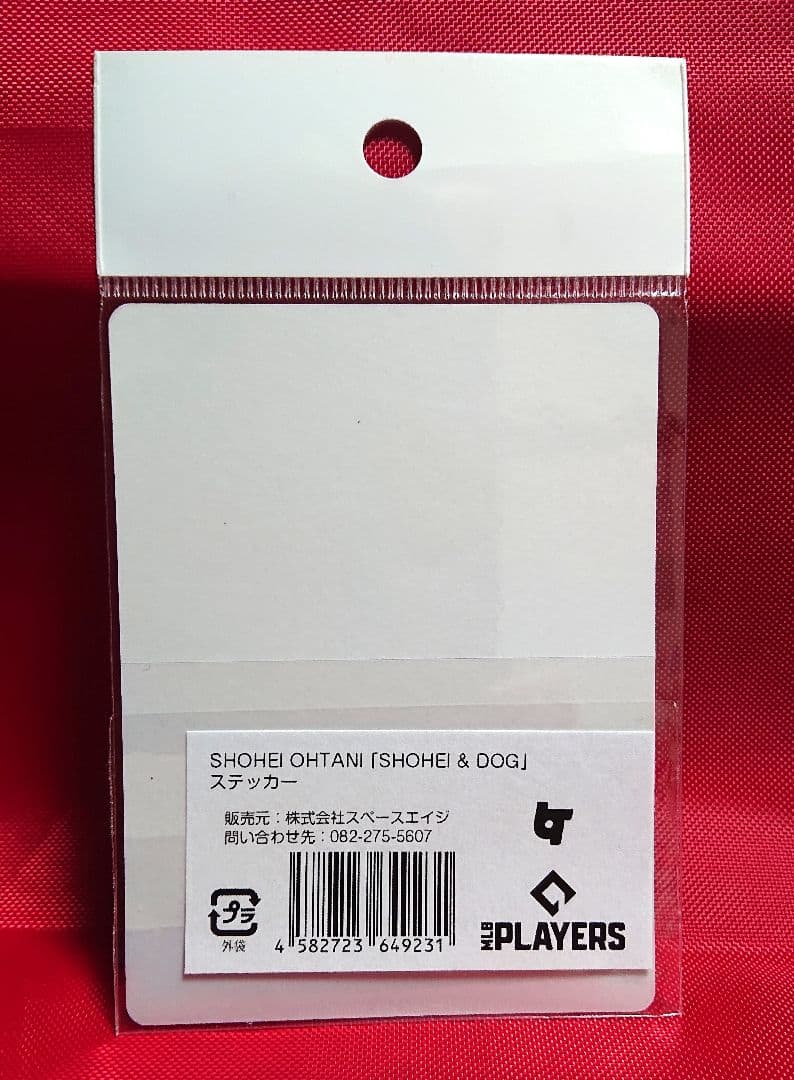 SHOHEI OHTANI「SHOHEI & DOG」
ステッカー
販売元：株式会社スペースエイジ
問い合わせ先：082-275-5607
プラ
外袋
4 582723 649231
MLB PLAYERS